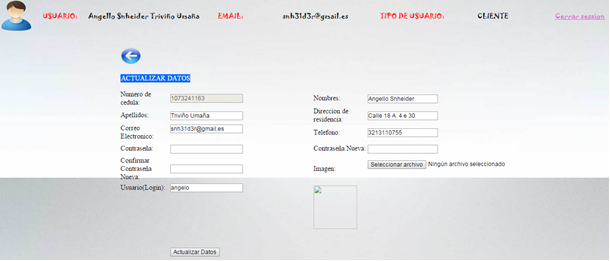 USUARIO: Angello Snheider Triviño Umaña EMAIL: snh31d3r@gmail.es TIPO DE USUARIO: CLIENTE Cerrar session
ACTUALIZAR DATOS
Numero de cedula: 1073241163 Nombres: Angello Shheider
Apellidos: Triviño Umaña Direccion de residencia: Calle 18 A 4 e 30
Correo Electronico: snh31d3r@gmail.es Telefono: 3213110755
Contraseña: Contraseña Nueva:
Confirmar Contraseña Nueva: Imagen: Seleccionar archivo Ningún archivo seleccionado
Usuario(Login): angelo
Actualizar Datos